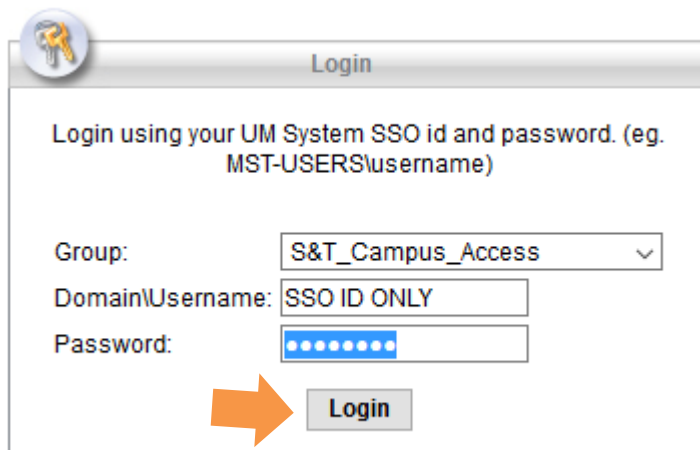 Login
Login using your UM System SSO id and password. (eg.
MST-USERS\username)
Group: S&T_Campus_Access
Domain\Username: SSO ID ONLY
Password: ●●●●●●●●
Login